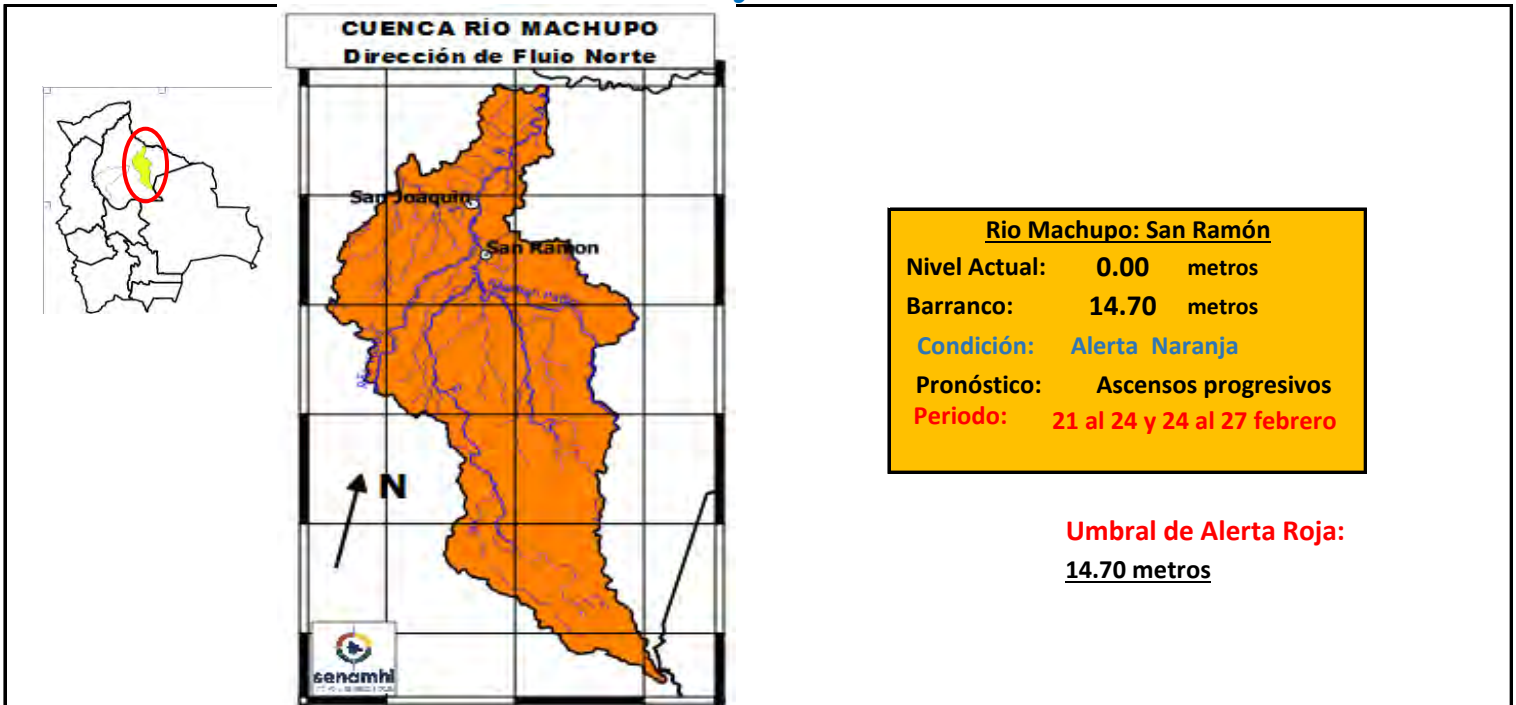 CUENCA RÍO MACHUPO
Dirección de Flujo Norte
San Joaquin
San Ramon
N
senamhi
Rio Machupo: San Ramón
Nivel Actual: 0.00 metros
Barranco: 14.70 metros
Condición: Alerta Naranja
Pronóstico: Ascensos progresivos
Periodo: 21 al 24 y 24 al 27 febrero
Umbral de Alerta Roja:
14.70 metros